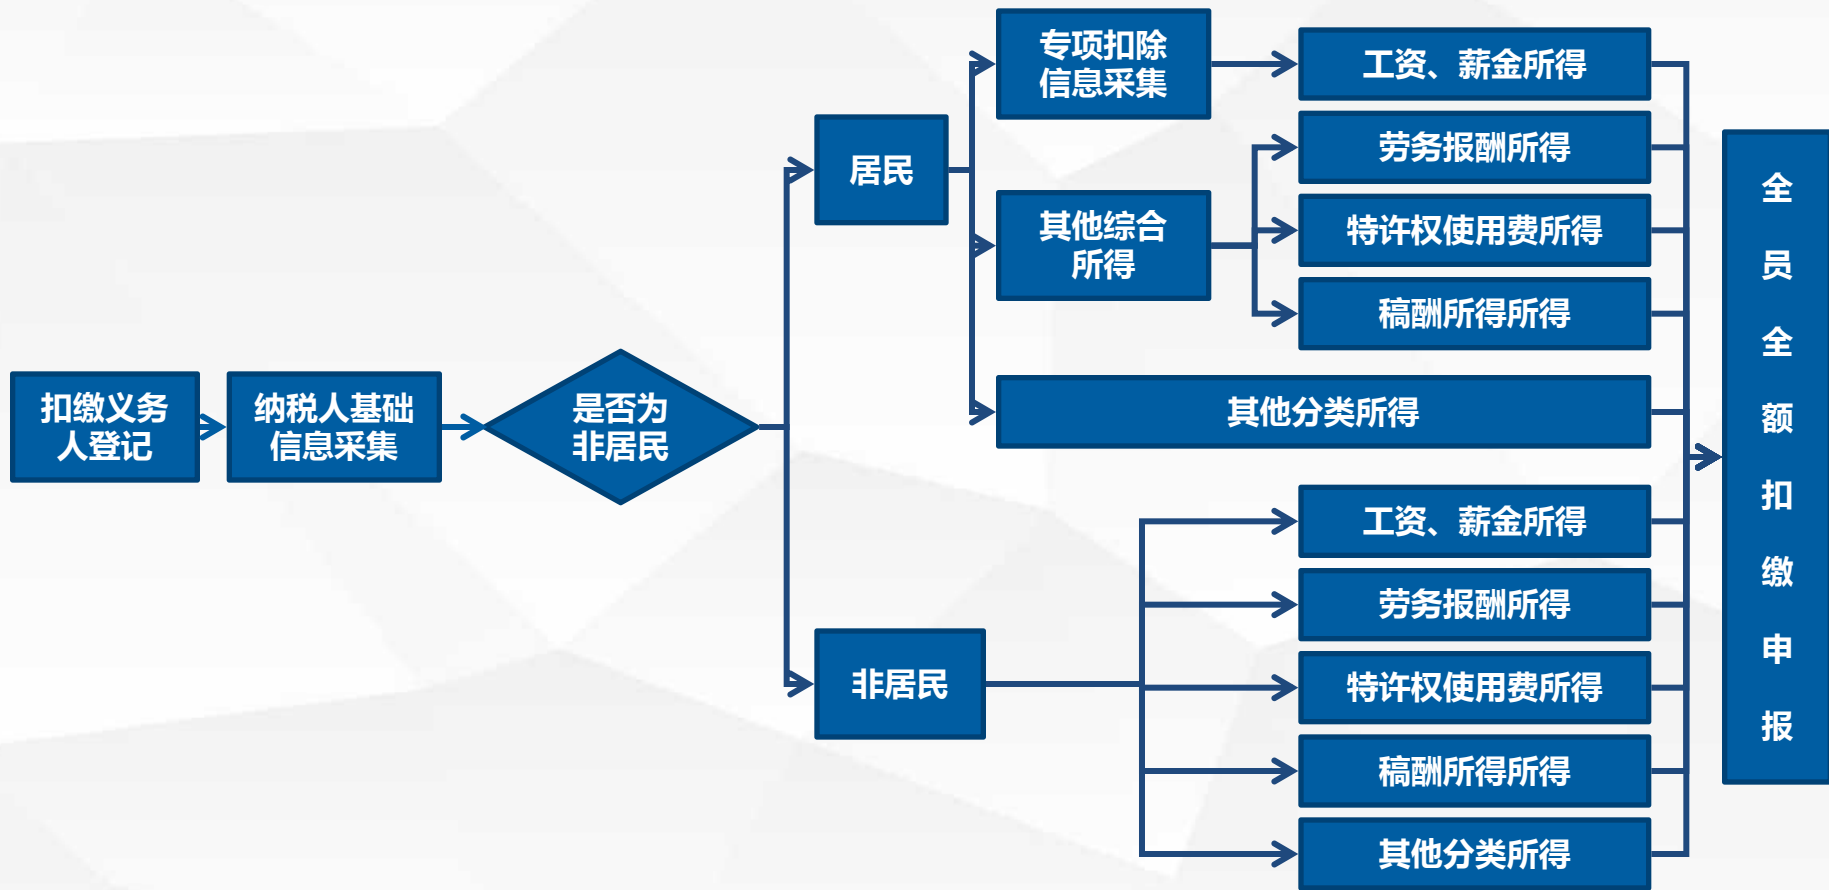 扣缴义务
人登记
纳税人基础
信息采集
是否为
非居民
居民
非居民
专项扣除
信息采集
其他综合
所得
工资、薪金所得
劳务报酬所得
特许权使用费所得
稿酬所得所得
其他分类所得
工资、薪金所得
劳务报酬所得
特许权使用费所得
稿酬所得所得
其他分类所得
全
员
全
额
扣
缴
申
报